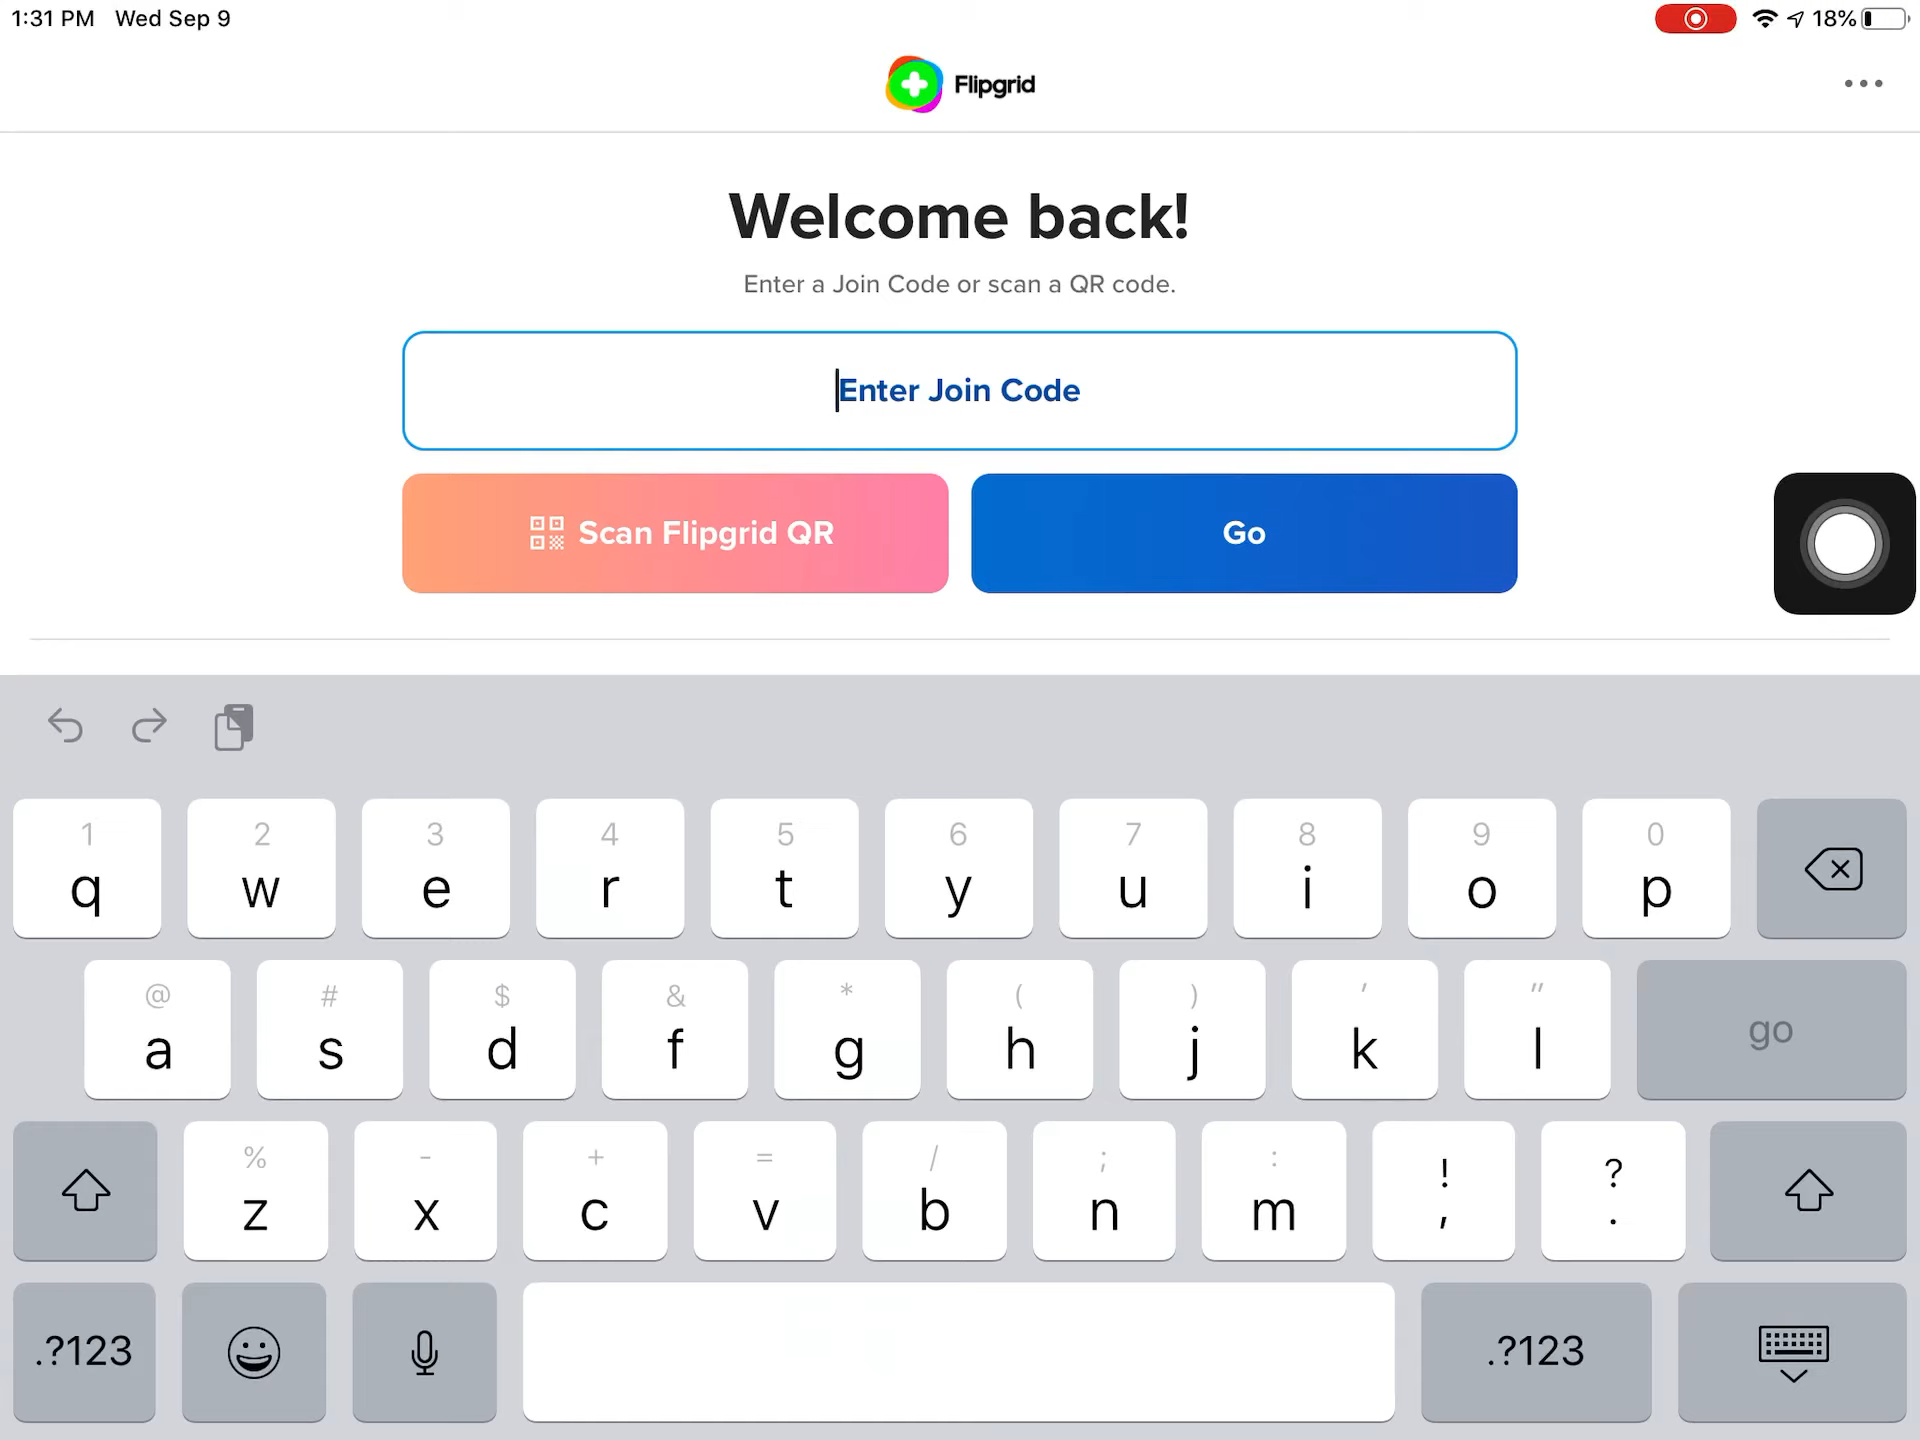 1:31 PM Wed Sep 9
18%
Flipgrid
Welcome back!
Enter a Join Code or scan a QR code.
Enter Join Code
Scan Flipgrid QR
Go
1 2 3 4 5 6 7 8 9 0
q w e r t y u i o p
@ # $ & * ( ) ' "
a s d f g h j k l go
% - + = / ; : ! ?
z x c v b n m , .
.?123 .?123